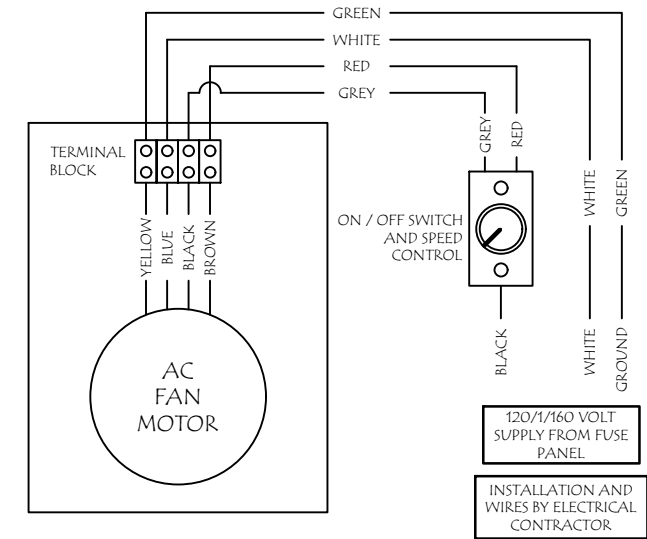 GREEN
WHITE
RED
GREY
GREY
RED
WHITE
GREEN
TERMINAL
BLOCK
YELLOW
BLUE
BLACK
BROWN
ON / OFF SWITCH
AND SPEED
CONTROL
BLACK
WHITE
GROUND
AC
FAN
MOTOR
120/1/160 VOLT
SUPPLY FROM FUSE
PANEL
INSTALLATION AND
WIRES BY ELECTRICAL
CONTRACTOR